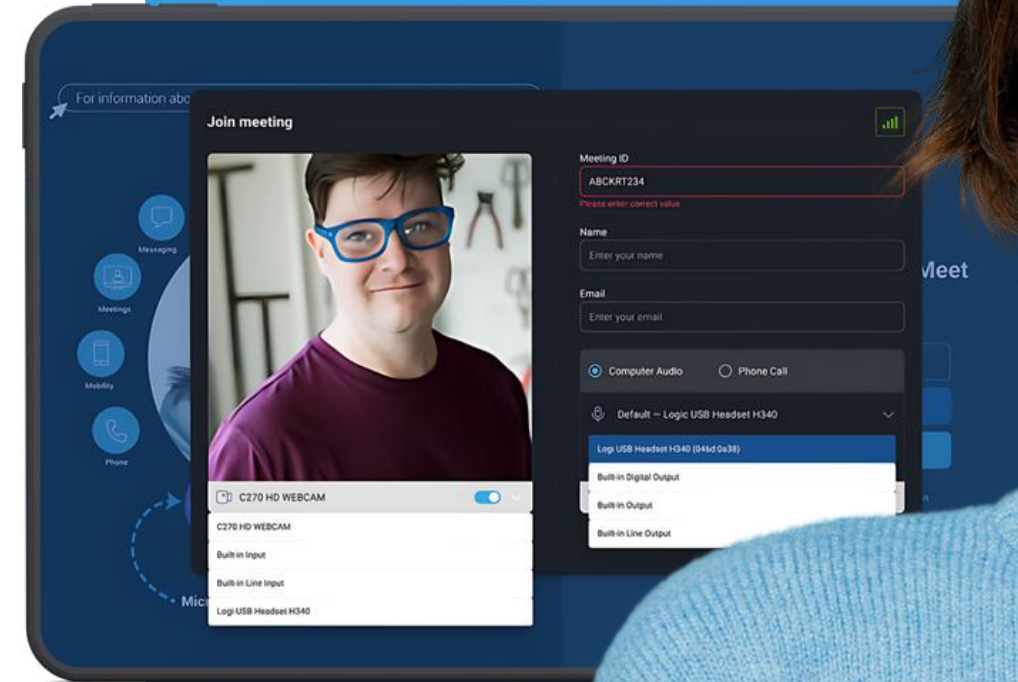 For information abo
Join meeting
Meeting ID
ABCKRT234
Please enter correct value
Name
Enter your name
Email
Enter your email
Computer Audio
Phone Call
Default – Logic USB Headset H340
Logi USB Headset H340 (046d:0a38)
Built-in Digital Output
Built-in Output
Built-in Line Output
C270 HD WEBCAM
C270 HD WEBCAM
Built-in Input
Built-in Line Input
Logi USB Headset H340
Messaging
Meetings
Mobility
Phone
Micr
Meet
n